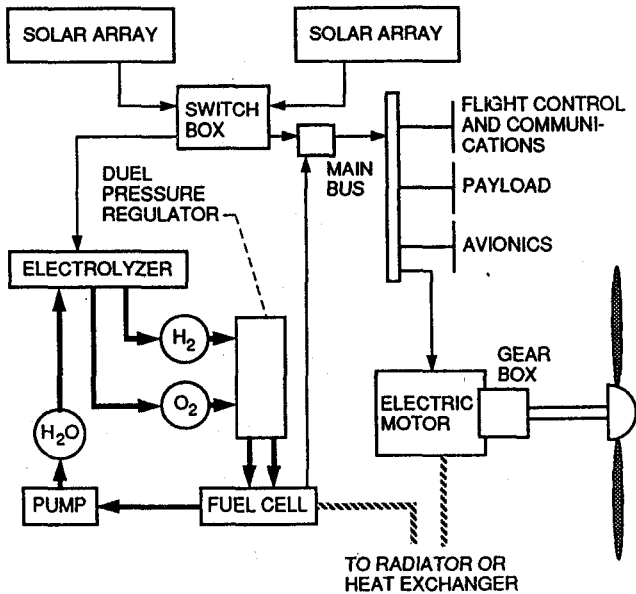 SOLAR ARRAY
SOLAR ARRAY
SWITCH
BOX
MAIN
BUS
FLIGHT CONTROL
AND COMMUNI-
CATIONS
PAYLOAD
AVIONICS
DUEL
PRESSURE
REGULATOR
ELECTROLYZER
H2
O2
H2O
PUMP
FUEL CELL
ELECTRIC
MOTOR
GEAR
BOX
TO RADIATOR OR
HEAT EXCHANGER